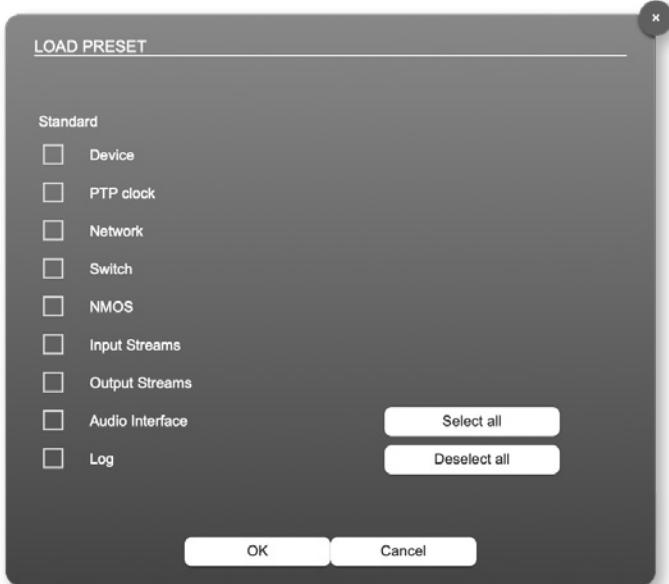 ×
LOAD PRESET
Standard
Device
PTP clock
Network
Switch
NMOS
Input Streams
Output Streams
Audio Interface
Select all
Log
Deselect all
OK
Cancel